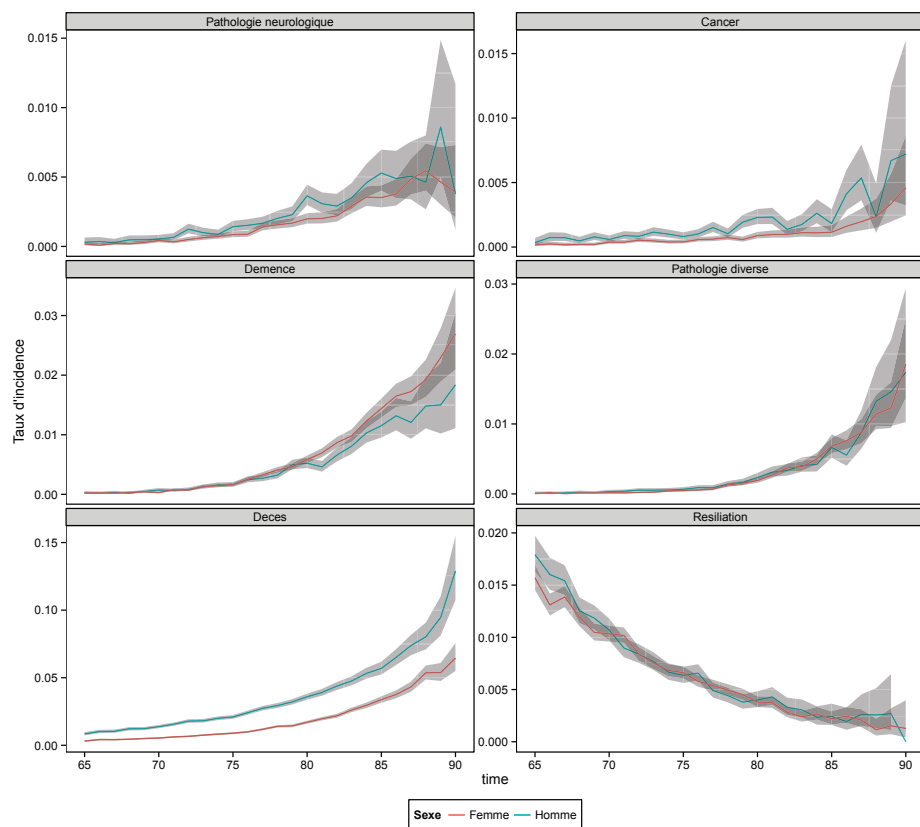 Pathologie neurologique
Cancer
0.015
0.010
0.005
0.000
0.015
0.010
0.005
0.000
Demence
Pathologie diverse
Taux d'incidence
0.03
0.02
0.01
0.00
0.03
0.02
0.01
0.00
Deces
Resiliation
0.15
0.10
0.05
0.00
0.020
0.015
0.010
0.005
0.000
65 70 75 80 85 90
65 70 75 80 85 90
time
Sexe Femme Homme